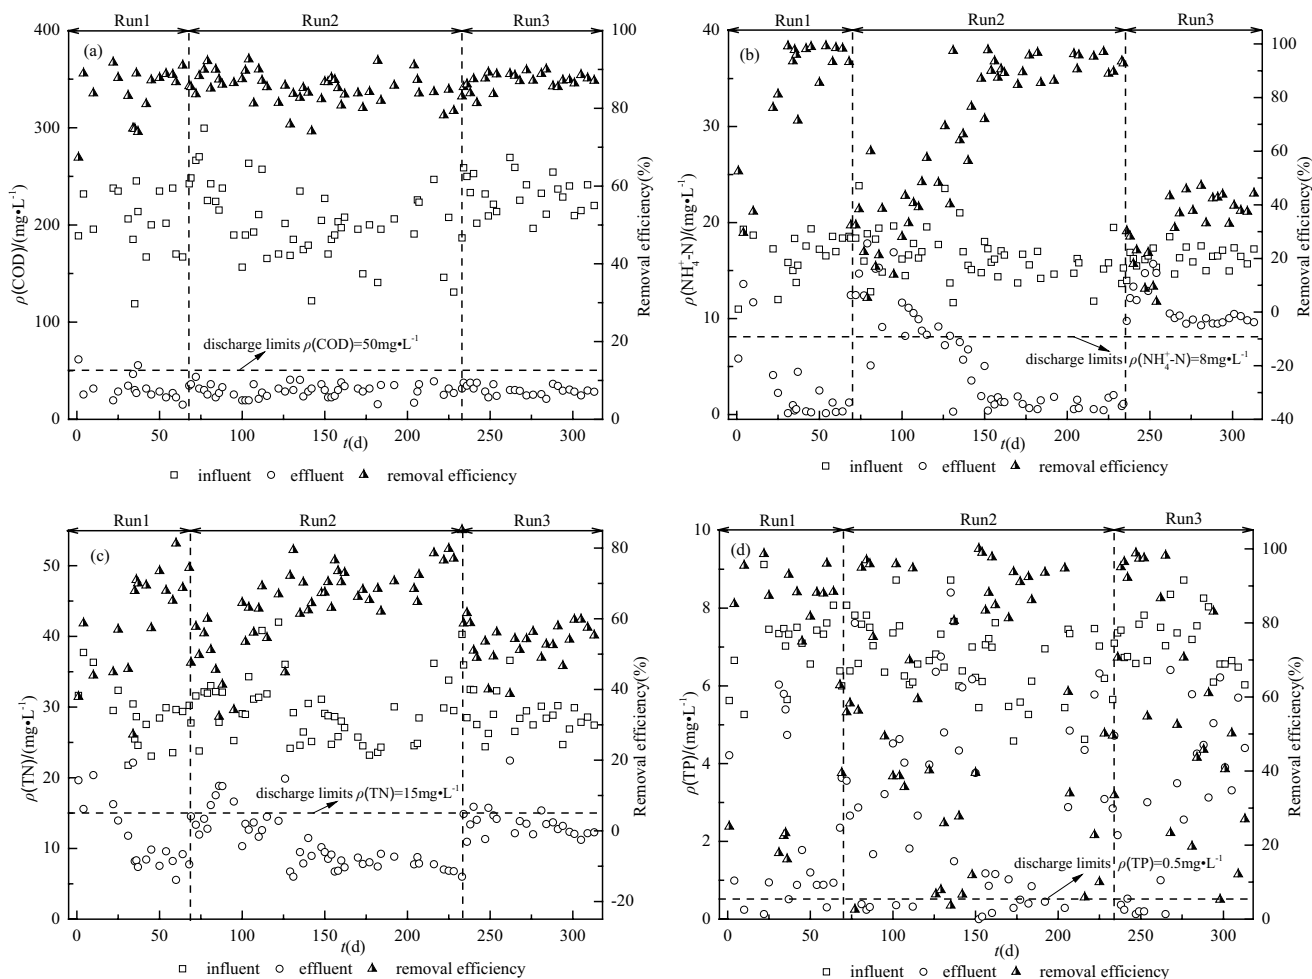 Run1 Run2 Run3
(a)
400
300
200
100
0
ρ(COD)/(mg•L⁻¹)
100
80
60
40
20
0
Removal efficiency(%)
discharge limits ρ(COD)=50mg•L⁻¹
0 50 100 150 200 250 300
t(d)
□ influent ○ effluent ◮ removal efficiency
Run1 Run2 Run3
(b)
40
30
20
10
0
ρ(NH₄⁺-N)/(mg•L⁻¹)
100
80
60
40
20
0
-20
-40
Removal efficiency(%)
discharge limits ρ(NH₄⁺-N)=8mg•L⁻¹
0 50 100 150 200 250 300
t(d)
□ influent ○ effluent ◮ removal efficiency
Run1 Run2 Run3
(c)
50
40
30
20
10
0
ρ(TN)/(mg•L⁻¹)
80
60
40
20
0
-20
Removal efficiency(%)
discharge limits ρ(TN)=15mg•L⁻¹
0 50 100 150 200 250 300
t(d)
□ influent ○ effluent ◮ removal efficiency
Run1 Run2 Run3
(d)
10
8
6
4
2
0
ρ(TP)/(mg•L⁻¹)
100
80
60
40
20
0
Removal efficiency(%)
discharge limits ρ(TP)=0.5mg•L⁻¹
0 50 100 150 200 250 300
t(d)
□ influent ○ effluent ◮ removal efficiency